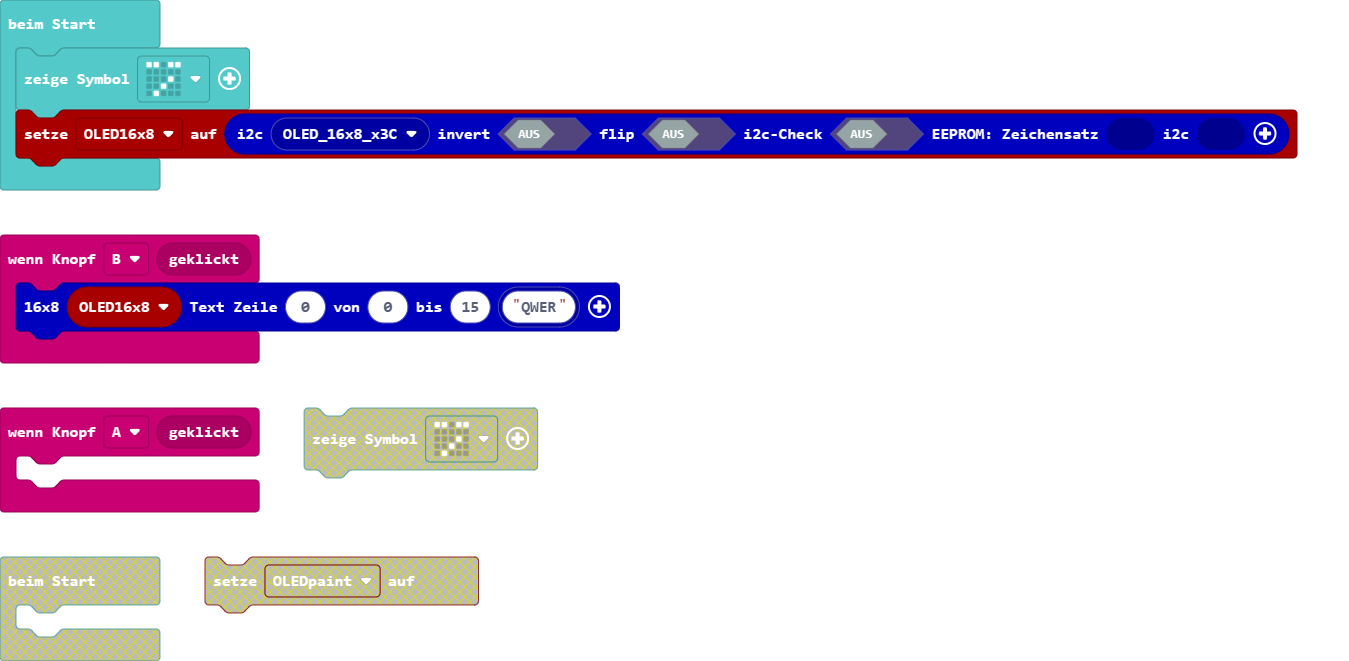 beim Start
zeige Symbol
setze OLED16x8 auf i2c OLED_16x8_x3C invert AUS flip AUS i2c-Check AUS EEPROM: Zeichensatz i2c
wenn Knopf B geklickt
16x8 OLED16x8 Text Zeile 0 von 0 bis 15 "QWER"
wenn Knopf A geklickt
zeige Symbol
beim Start
setze OLEDpaint auf